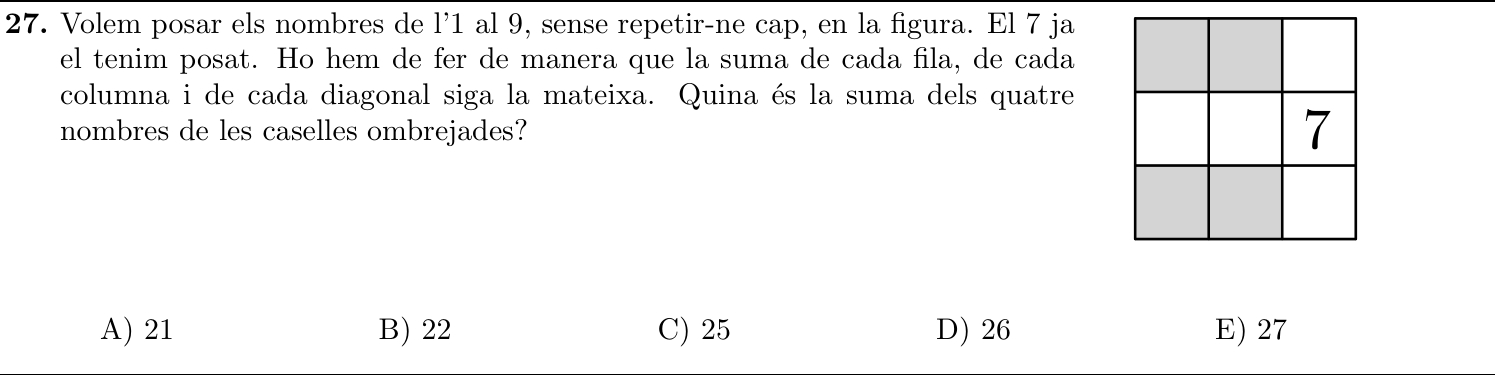 27. Volem posar els nombres de l'1 al 9, sense repetir-ne cap, en la figura. El 7 ja
el tenim posat. Ho hem de fer de manera que la suma de cada fila, de cada
columna i de cada diagonal siga la mateixa. Quina és la suma dels quatre
nombres de les caselles ombrejades?
7
A) 21 B) 22 C) 25 D) 26 E) 27